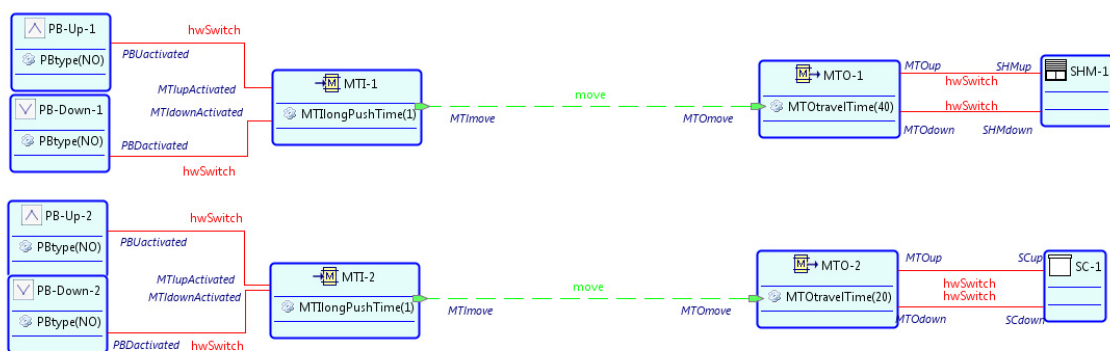 PB-Up-1
hwSwitch
PBtype(NO)
PBUactivated
MTIupActivated
MTI-1
MTIlongPushTime(1)
MTIdownActivated
PB-Down-1
PBtype(NO)
PBDactivated
hwSwitch
MTImove
move
MTOmove
MTO-1
MTOtravelTime(40)
MTOup
SHMup
hwSwitch
hwSwitch
MTOdown
SHMdown
SHM-1
PB-Up-2
hwSwitch
PBtype(NO)
PBUactivated
MTIupActivated
MTI-2
MTIlongPushTime(1)
MTIdownActivated
PB-Down-2
PBtype(NO)
PBDactivated
hwSwitch
MTImove
move
MTOmove
MTO-2
MTOtravelTime(20)
MTOup
SCup
hwSwitch
hwSwitch
MTOdown
SCdown
SC-1